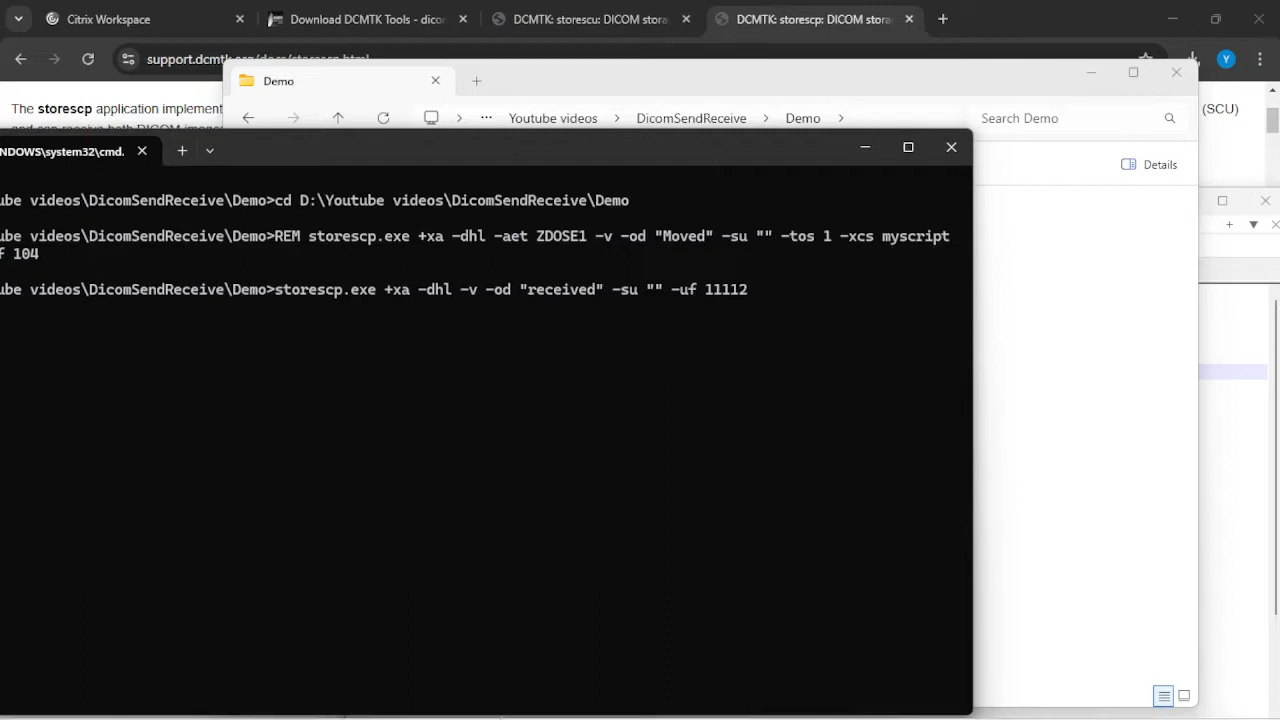 Citrix Workspace
Download DCMTK Tools - dico
DCMTK: storescu: DICOM stora
DCMTK: storescp: DICOM stora
support.dcmtk.org/docs/storescp.html
Y
Demo
The storescp application implement
(SCU)
Youtube videos > DicomSendReceive > Demo >
Search Demo
NDOWS\system32\cmd.
Details
ube videos\DicomSendReceive\Demo>cd D:\Youtube videos\DicomSendReceive\Demo
ube videos\DicomSendReceive\Demo>REM storescp.exe +xa -dhl -aet ZDOSE1 -v -od "Moved" -su "" -tos 1 -xcs myscript
f 104
ube videos\DicomSendReceive\Demo>storescp.exe +xa -dhl -v -od "received" -su "" -uf 11112